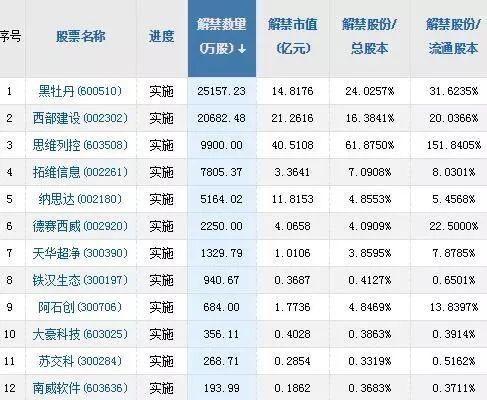 序号 股票名称 进度 解禁数量(万股)↓ 解禁市值(亿元) 解禁股份/总股本 解禁股份/流通股本
1 黑牡丹(600510) 实施 25157.23 14.8176 24.0257% 31.6235%
2 西部建设(002302) 实施 20682.48 21.2616 16.3841% 20.0366%
3 思维列控(603508) 实施 9900.00 40.5108 61.8750% 151.8405%
4 拓维信息(002261) 实施 7805.37 3.3641 7.0908% 8.0301%
5 纳思达(002180) 实施 5164.02 11.8153 4.8553% 5.4568%
6 德赛西威(002920) 实施 2250.00 4.0658 4.0909% 22.5000%
7 天华超净(300390) 实施 1329.79 1.0106 3.8595% 7.8785%
8 铁汉生态(300197) 实施 940.67 0.3687 0.4127% 0.6501%
9 阿石创(300706) 实施 684.00 1.7736 4.8469% 13.8397%
10 大豪科技(603025) 实施 356.11 0.4028 0.3863% 0.3914%
11 苏交科(300284) 实施 268.71 0.2854 0.3319% 0.5162%
12 南威软件(603636) 实施 193.99 0.1862 0.3683% 0.3711%